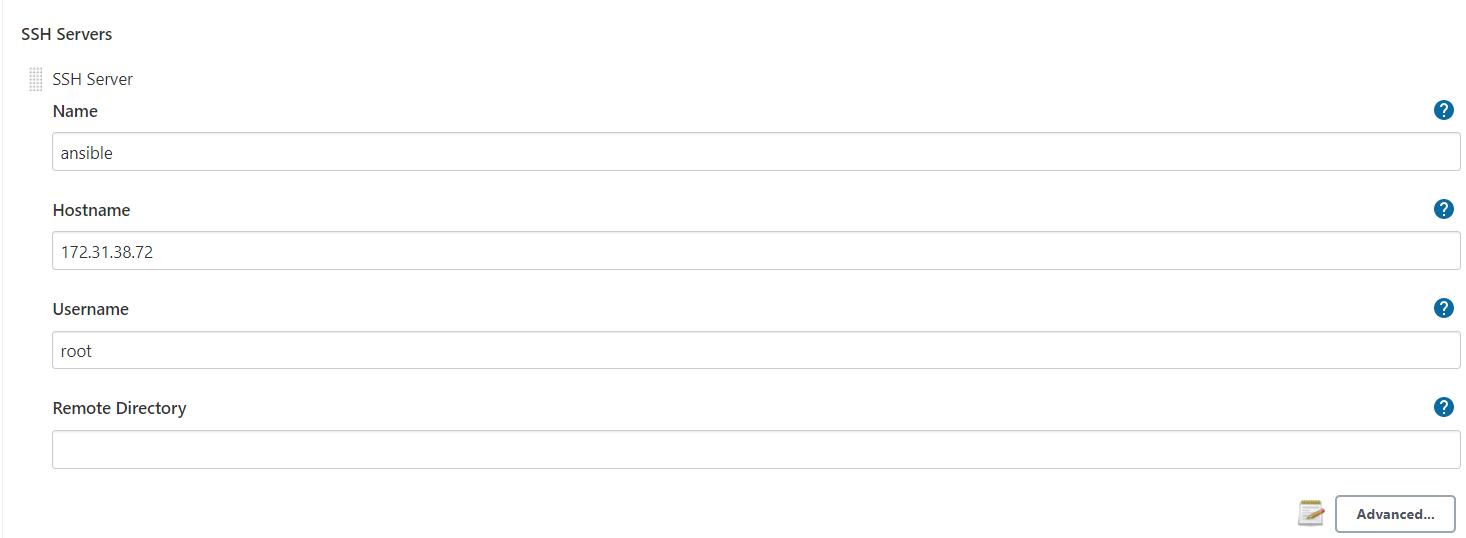 SSH Servers
SSH Server
Name
?
ansible
Hostname
?
172.31.38.72
Username
?
root
Remote Directory
?
Advanced...